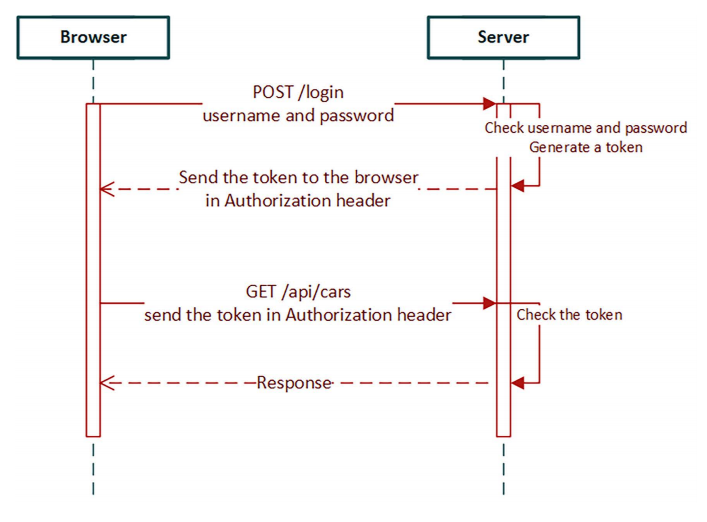 Browser
Server
POST /login
username and password
Check username and password
Generate a token
Send the token to the browser
in Authorization header
GET /api/cars
send the token in Authorization header
Check the token
Response